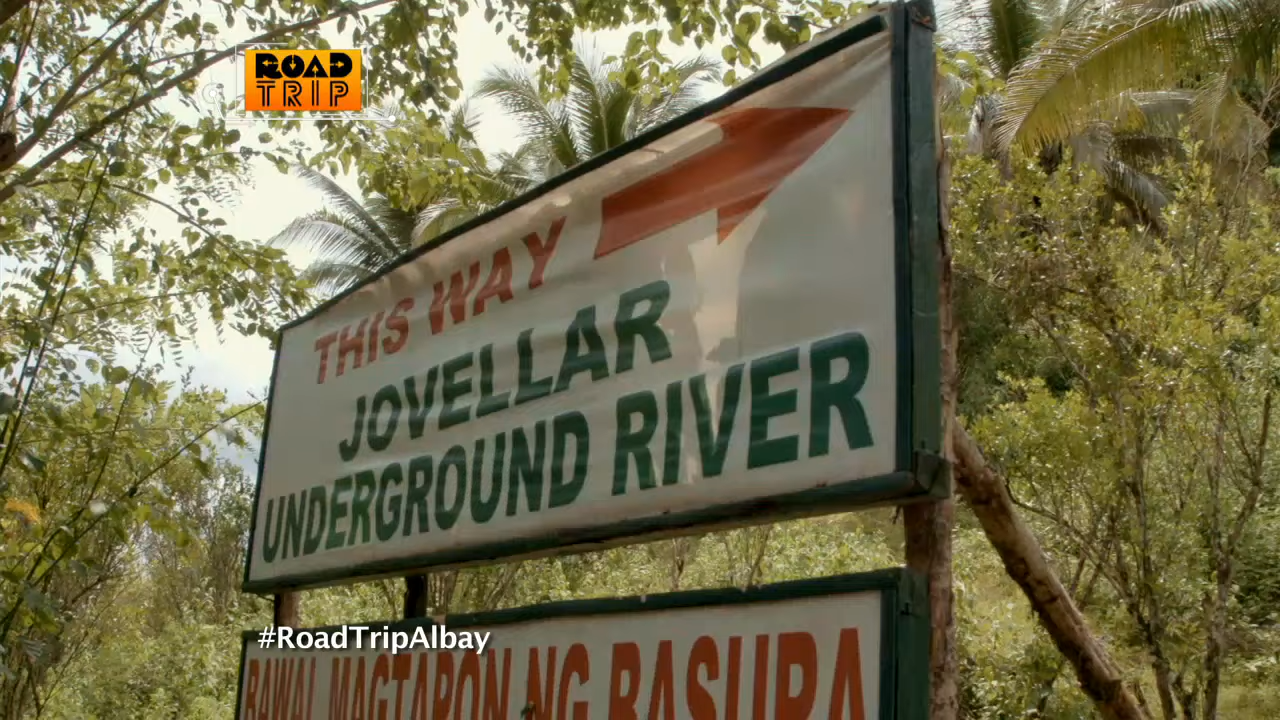 ROAD
TRIP
THIS WAY
JOVELLAR
UNDERGROUND RIVER
#RoadTripAlbay
BAWAL MAGTAPON NG BASURA